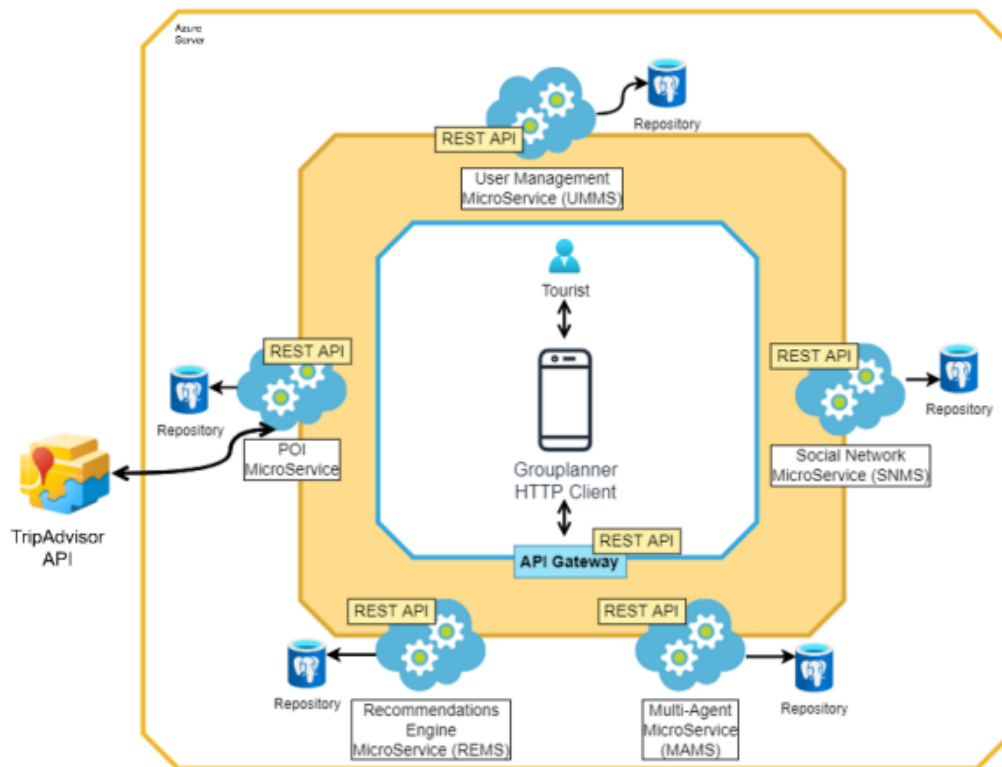 Azure
Server
Repository
REST API
User Management
MicroService (UMMS)
Tourist
REST API
REST API
Repository
Repository
POI
MicroService
Social Network
MicroService (SNMS)
Grouplanner
HTTP Client
TripAdvisor
API
REST API
API Gateway
REST API
REST API
Repository
Repository
Recommendations
Engine
MicroService (REMS)
Multi-Agent
MicroService
(MAMS)